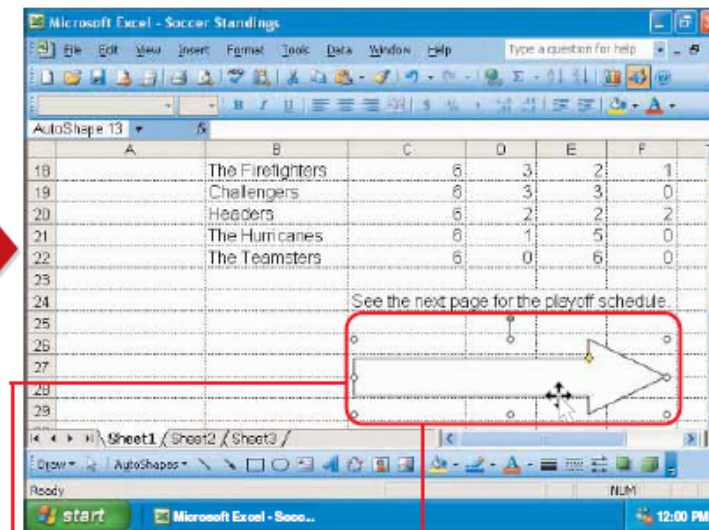 Microsoft Excel - Soccer Standings
File Edit View Insert Format Tools Data Window Help Type a question for help
B I U $ %
AutoShape 13 fx
A B C D E F
18 The Firefighters 6 3 2 1
19 Challengers 6 3 3 0
20 Headers 6 2 2 2
21 The Hurricanes 6 1 5 0
22 The Teamsters 6 0 6 0
23
24 See the next page for the playoff schedule.
25
26
27
28
29
Sheet1 / Sheet2 / Sheet3 /
Draw AutoShapes A
Ready NUM
start Microsoft Excel - Socc... 12:00 PM